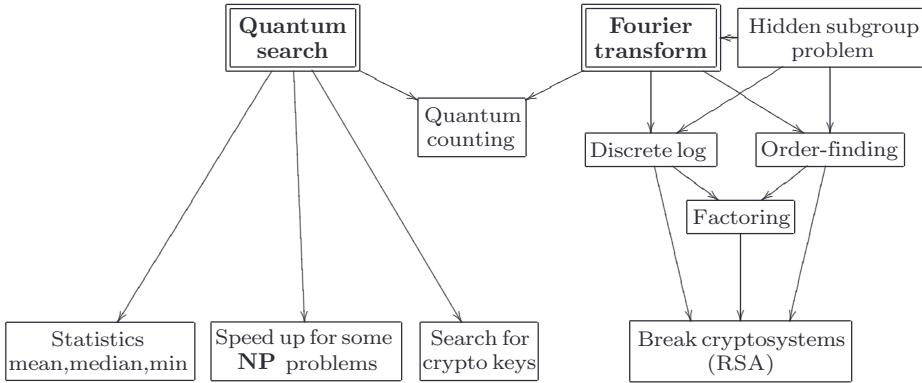 Quantum
search
Fourier
transform
Hidden subgroup
problem
Quantum
counting
Discrete log
Order-finding
Factoring
Statistics
mean,median,min
Speed up for some
NP problems
Search for
crypto keys
Break cryptosystems
(RSA)